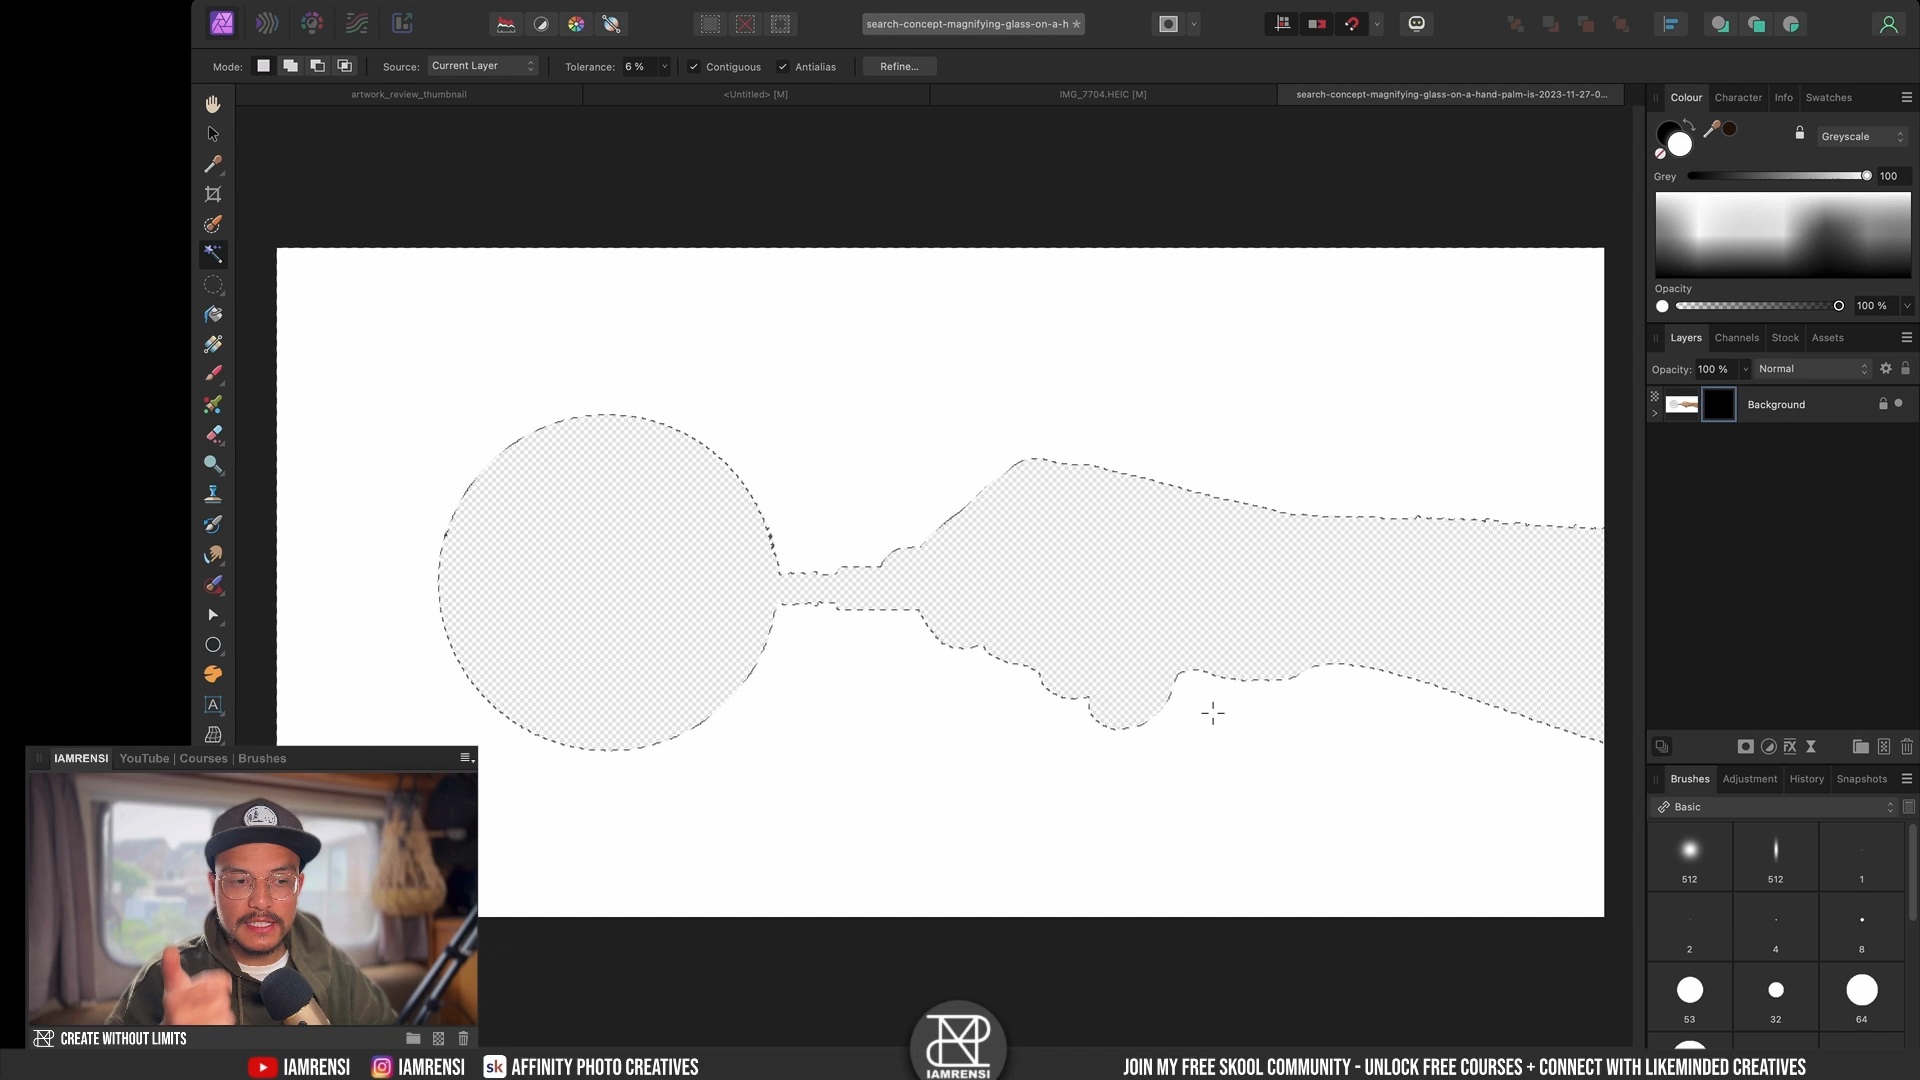 search-concept-magnifying-glass-on-a-h *
Mode:
Source: Current Layer
Tolerance: 6 %
Contiguous
Antialias
Refine...
artwork_review_thumbnail
<Untitled> [M]
IMG_7704.HEIC [M]
search-concept-magnifying-glass-on-a-hand-palm-is-2023-11-27-0...
Colour Character Info Swatches
Greyscale
Grey 100
Opacity
100 %
Layers Channels Stock Assets
Opacity: 100 % Normal
Background
Brushes Adjustment History Snapshots
Basic
512 512 1
2 4 8
53 32 64
A
IAMRENSI YouTube | Courses | Brushes
CREATE WITHOUT LIMITS
IAMRENSI IAMRENSI sk AFFINITY PHOTO CREATIVES
IAMRENSI
JOIN MY FREE SKOOL COMMUNITY - UNLOCK FREE COURSES + CONNECT WITH LIKEMINDED CREATIVES